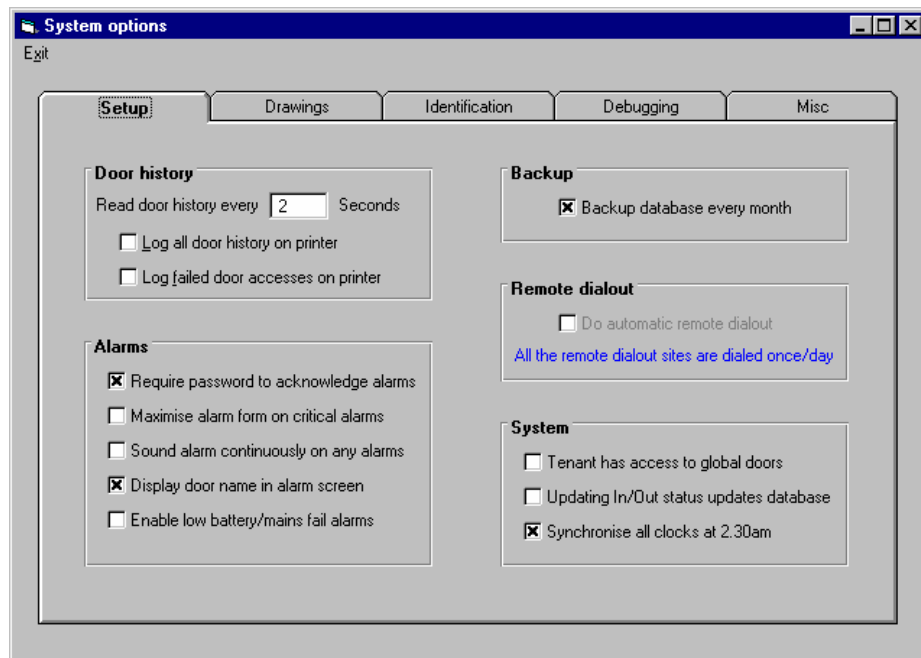 System options
Exit
Setup
Drawings
Identification
Debugging
Misc
Door history
Read door history every 2 Seconds
Log all door history on printer
Log failed door accesses on printer
Alarms
Require password to acknowledge alarms
Maximise alarm form on critical alarms
Sound alarm continuously on any alarms
Display door name in alarm screen
Enable low battery/mains fail alarms
Backup
Backup database every month
Remote dialout
Do automatic remote dialout
All the remote dialout sites are dialed once/day
System
Tenant has access to global doors
Updating In/Out status updates database
Synchronise all clocks at 2.30am